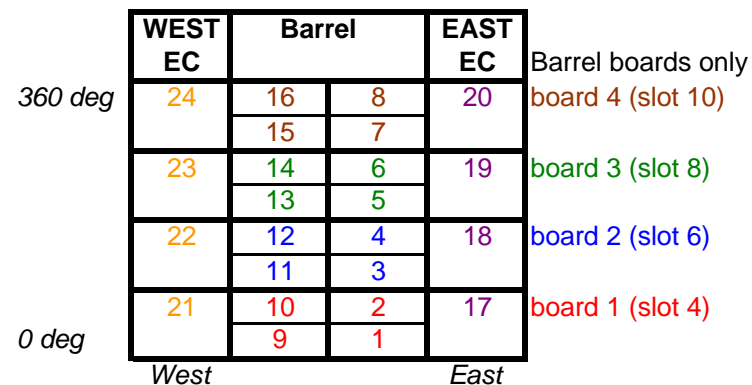 WEST Barrel EAST
EC EC Barrel boards only
360 deg 24 16 8 20 board 4 (slot 10)
15 7
23 14 6 19 board 3 (slot 8)
13 5
22 12 4 18 board 2 (slot 6)
11 3
21 10 2 17 board 1 (slot 4)
0 deg 9 1
West East